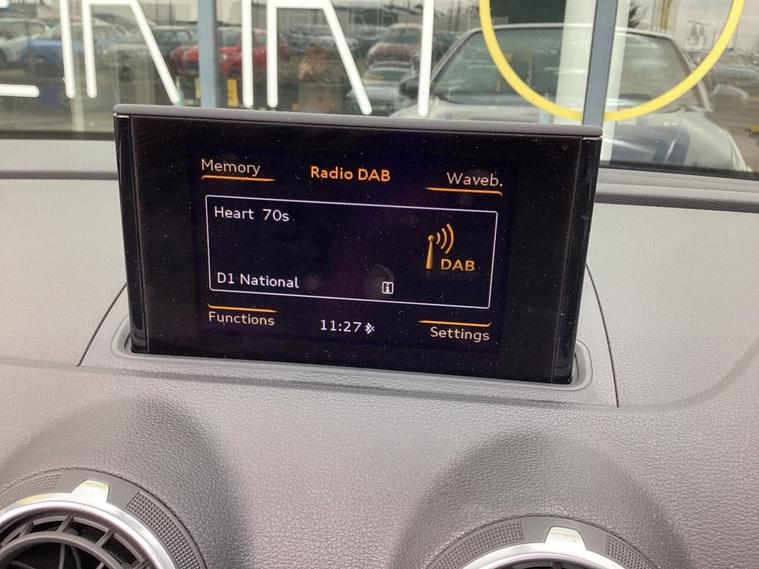 Memory
Radio DAB
Waveb.
Heart 70s
DAB
D1 National
i
Functions
11:27
Settings